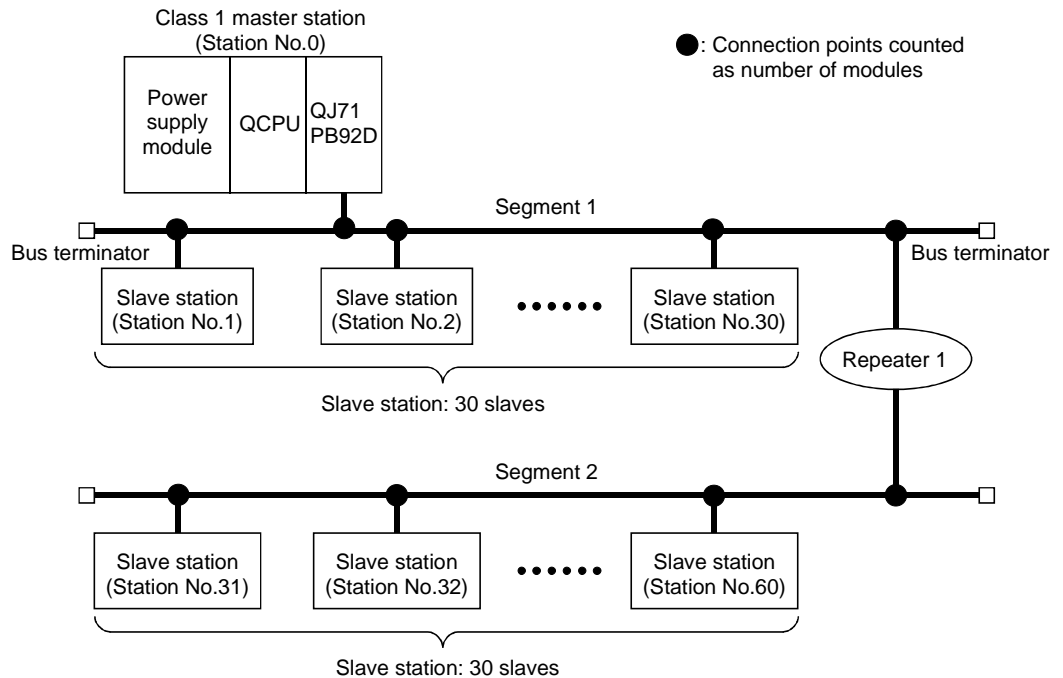 Class 1 master station
(Station No.0)
●: Connection points counted
as number of modules
Power
supply
module
QCPU
QJ71
PB92D
Segment 1
Bus terminator
Bus terminator
Slave station
(Station No.1)
Slave station
(Station No.2)
••••••
Slave station
(Station No.30)
Repeater 1
Slave station: 30 slaves
Segment 2
Slave station
(Station No.31)
Slave station
(Station No.32)
••••••
Slave station
(Station No.60)
Slave station: 30 slaves